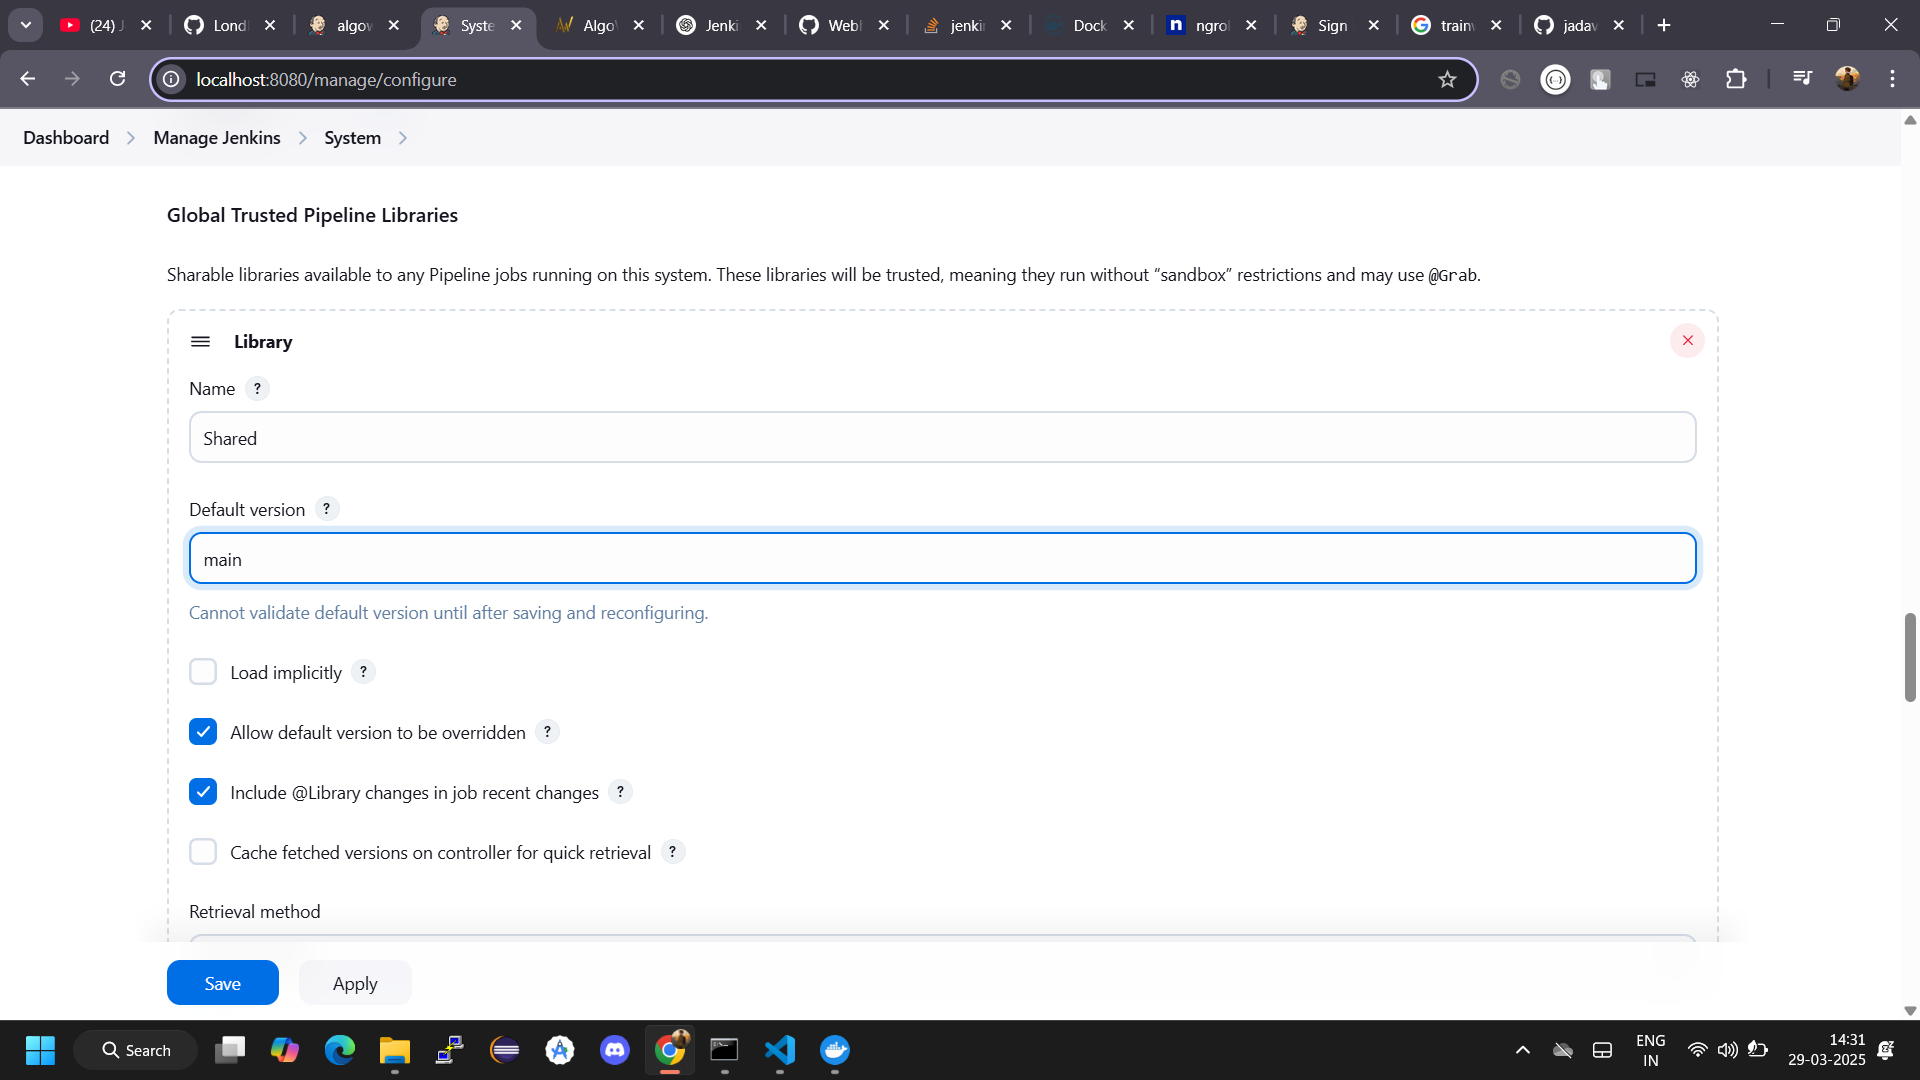 (24) J
Lond
algov
Syste
Algo
Jenki
Webl
jenkin
Dock
ngro
Sign
train
jadav
localhost:8080/manage/configure
Dashboard
Manage Jenkins
System
Global Trusted Pipeline Libraries
Sharable libraries available to any Pipeline jobs running on this system. These libraries will be trusted, meaning they run without “sandbox” restrictions and may use @Grab.
Library
Name ?
Shared
Default version ?
main
Cannot validate default version until after saving and reconfiguring.
Load implicitly ?
Allow default version to be overridden ?
Include @Library changes in job recent changes ?
Cache fetched versions on controller for quick retrieval ?
Retrieval method
Save
Apply
Search
ENG
IN
14:31
29-03-2025